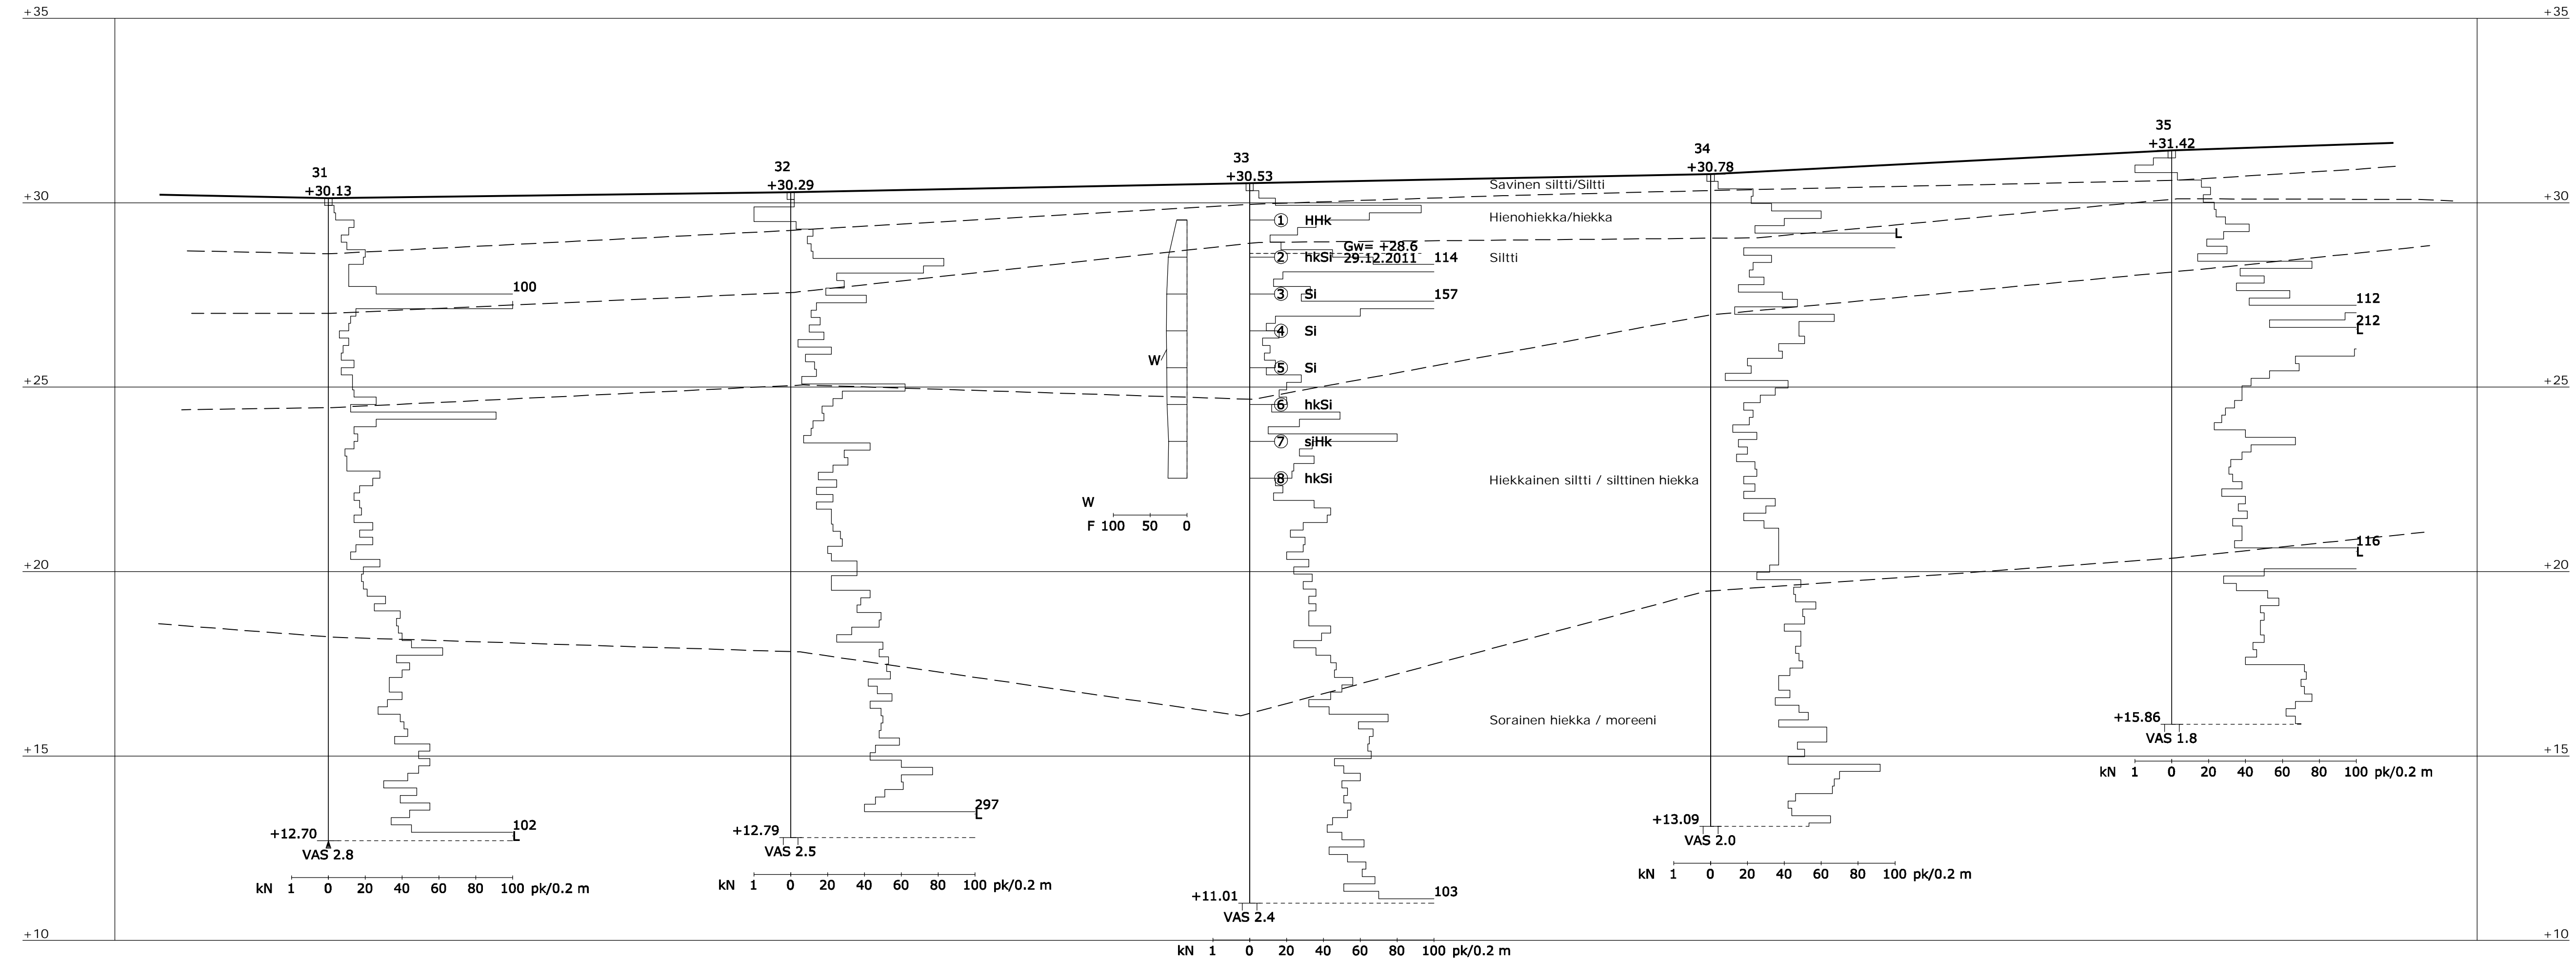 +35 +35
35
+31.42
34
+30.78
33
+30.53
32
+30.29
31
+30.13
+30 +30
Savinen siltti/Siltti
Hienohiekka/hiekka
Siltti
Hiekkainen siltti / silttinen hiekka
Sorainen hiekka / moreeni
1 HHk
Gw= +28.6
29.12.2011
2 hkSi 114
3 Si 157
4 Si
5 Si
6 hkSi
7 siHk
8 hkSi
L
100
112
212
L
W
+25 +25
W
F 100 50 0
116
L
+20 +20
+15.86
VAS 1.8
kN 1 0 20 40 60 80 100 pk/0.2 m
+15 +15
102
L
+12.70
VAS 2.8
kN 1 0 20 40 60 80 100 pk/0.2 m
297
L
+12.79
VAS 2.5
kN 1 0 20 40 60 80 100 pk/0.2 m
103
+11.01
VAS 2.4
kN 1 0 20 40 60 80 100 pk/0.2 m
+13.09
VAS 2.0
kN 1 0 20 40 60 80 100 pk/0.2 m
+10 +10